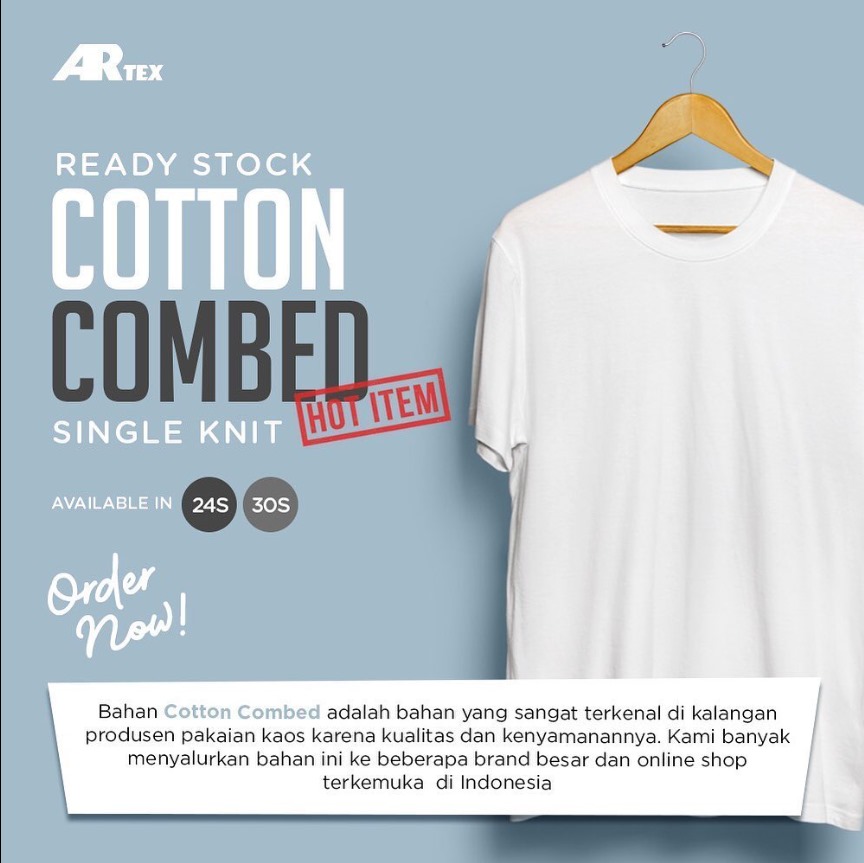 ARTEX
READY STOCK
COTTON
COMBED
HOT ITEM
SINGLE KNIT
AVAILABLE IN 24S 30S
Order
Now!
Bahan Cotton Combed adalah bahan yang sangat terkenal di kalangan
produsen pakaian kaos karena kualitas dan kenyamanannya. Kami banyak
menyalurkan bahan ini ke beberapa brand besar dan online shop
terkemuka di Indonesia